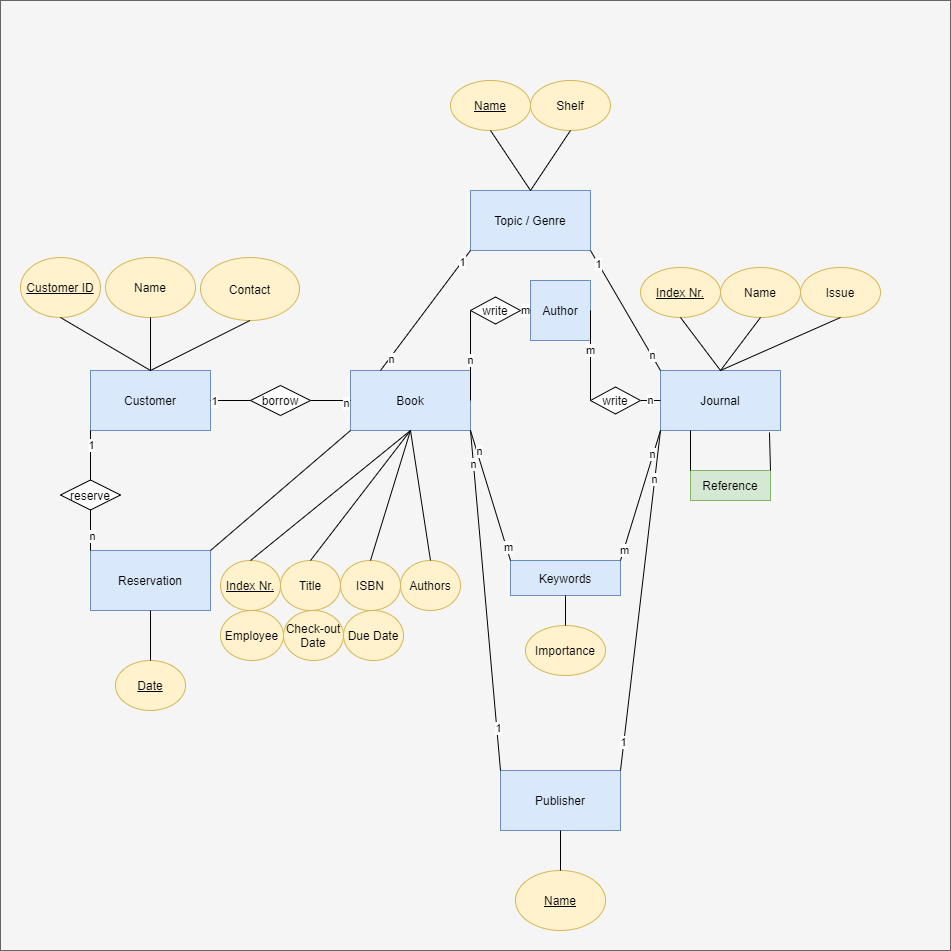 Name
Shelf
Topic / Genre
1
1
Customer ID
Name
Contact
Index Nr.
Name
Issue
write
m
Author
n
m
n
n
Customer
1
borrow
n
Book
write
n
Journal
1
n
n
n
n
reserve
Reference
n
m
m
Reservation
Index Nr.
Title
ISBN
Authors
Keywords
Employee
Check-out
Date
Due Date
Importance
Date
1
1
Publisher
Name